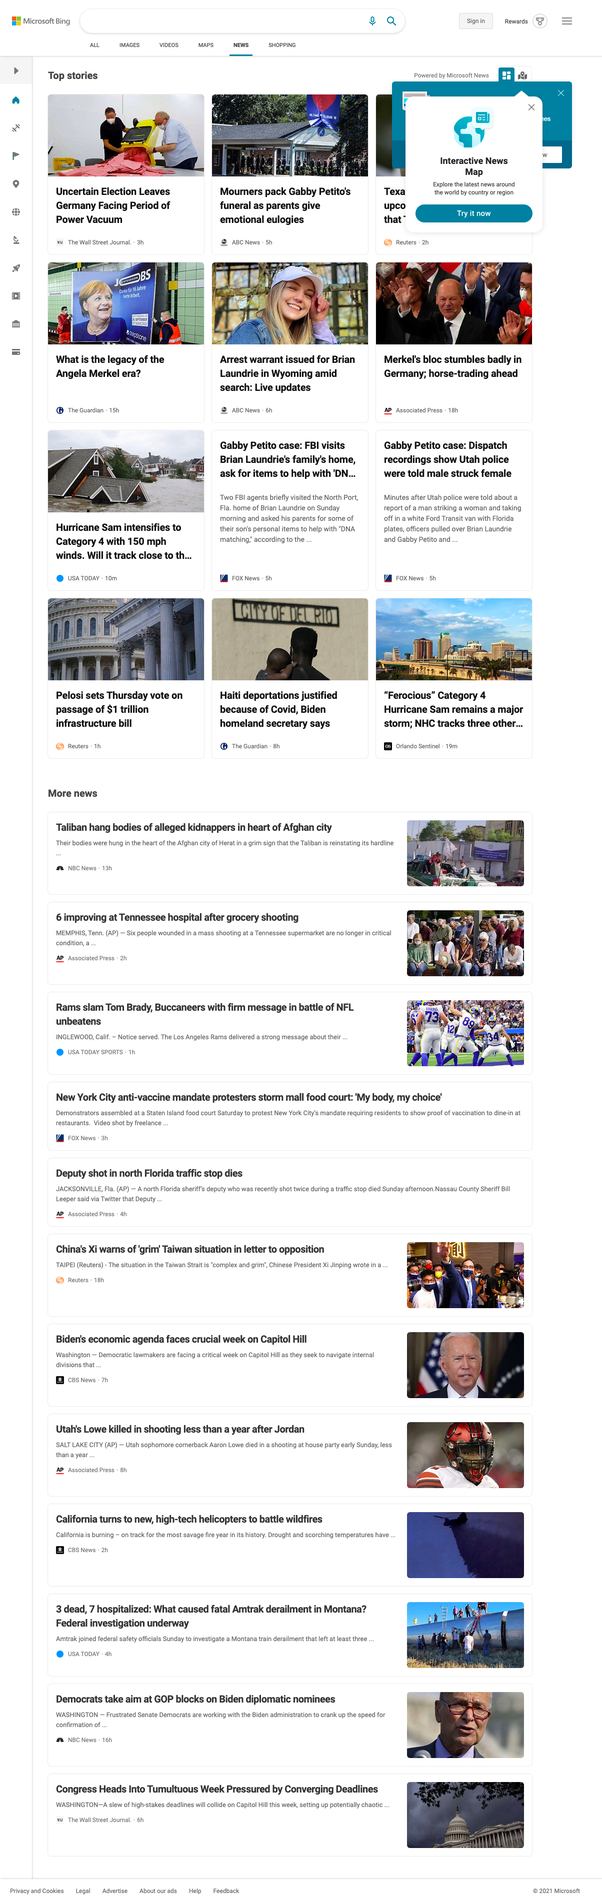 Microsoft Bing
Sign in
Rewards
ALL
IMAGES
VIDEOS
MAPS
NEWS
SHOPPING
Top stories
Powered by Microsoft News
Interactive News
Map
Explore the latest news around
the world by country or region
Try it now
Uncertain Election Leaves
Germany Facing Period of
Power Vacuum
The Wall Street Journal. · 3h
Mourners pack Gabby Petito's
funeral as parents give
emotional eulogies
ABC News · 5h
Texa
upco
that
Reuters · 2h
What is the legacy of the
Angela Merkel era?
The Guardian · 15h
Arrest warrant issued for Brian
Laundrie in Wyoming amid
search: Live updates
ABC News · 6h
Merkel's bloc stumbles badly in
Germany; horse-trading ahead
AP Associated Press · 18h
Hurricane Sam intensifies to
Category 4 with 150 mph
winds. Will it track close to th...
USA TODAY · 10m
Gabby Petito case: FBI visits
Brian Laundrie's family's home,
ask for items to help with 'DN...
Two FBI agents briefly visited the North Port,
Fla. home of Brian Laundrie on Sunday
morning and asked his parents for some of
their son's personal items to help with "DNA
matching," according to the ...
FOX News · 5h
Gabby Petito case: Dispatch
recordings show Utah police
were told male struck female
Minutes after Utah police were told about a
report of a man striking a woman and taking
off in a white Ford Transit van with Florida
plates, officers pulled over Brian Laundrie
and Gabby Petito and ...
FOX News · 5h
CITY OF DEL RIO
Pelosi sets Thursday vote on
passage of $1 trillion
infrastructure bill
Reuters · 1h
Haiti deportations justified
because of Covid, Biden
homeland secretary says
The Guardian · 8h
“Ferocious” Category 4
Hurricane Sam remains a major
storm; NHC tracks three other...
OS Orlando Sentinel · 19m
More news
Taliban hang bodies of alleged kidnappers in heart of Afghan city
Their bodies were hung in the heart of the Afghan city of Herat in a grim sign that the Taliban is reinstating its hardline
...
NBC News · 13h
6 improving at Tennessee hospital after grocery shooting
MEMPHIS, Tenn. (AP) — Six people wounded in a mass shooting at a Tennessee supermarket are no longer in critical
condition, a ...
AP Associated Press · 2h
Rams slam Tom Brady, Buccaneers with firm message in battle of NFL
unbeatens
INGLEWOOD, Calif. – Notice served. The Los Angeles Rams delivered a strong message about their ...
USA TODAY SPORTS · 1h
New York City anti-vaccine mandate protesters storm mall food court: 'My body, my choice'
Demonstrators assembled at a Staten Island food court Saturday to protest New York City's mandate requiring residents to show proof of vaccination to dine-in at
restaurants. Video shot by freelance ...
FOX News · 3h
Deputy shot in north Florida traffic stop dies
JACKSONVILLE, Fla. (AP) — A north Florida sheriff's deputy who was recently shot twice during a traffic stop died Sunday afternoon.Nassau County Sheriff Bill
Leeper said via Twitter that Deputy ...
AP Associated Press · 4h
China's Xi warns of 'grim' Taiwan situation in letter to opposition
TAIPEI (Reuters) - The situation in the Taiwan Strait is "complex and grim", Chinese President Xi Jinping wrote in a ...
Reuters · 18h
Biden's economic agenda faces crucial week on Capitol Hill
Washington — Democratic lawmakers are facing a critical week on Capitol Hill as they seek to navigate internal
divisions that ...
CBS News · 7h
Utah's Lowe killed in shooting less than a year after Jordan
SALT LAKE CITY (AP) — Utah sophomore cornerback Aaron Lowe died in a shooting at house party early Sunday, less
than a year ...
AP Associated Press · 8h
California turns to new, high-tech helicopters to battle wildfires
California is burning – on track for the most savage fire year in its history. Drought and scorching temperatures have ...
CBS News · 2h
3 dead, 7 hospitalized: What caused fatal Amtrak derailment in Montana?
Federal investigation underway
Amtrak joined federal safety officials Sunday to investigate a Montana train derailment that left at least three ...
USA TODAY · 4h
Democrats take aim at GOP blocks on Biden diplomatic nominees
WASHINGTON — Frustrated Senate Democrats are working with the Biden administration to crank up the speed for
confirmation of ...
NBC News · 16h
Congress Heads Into Tumultuous Week Pressured by Converging Deadlines
WASHINGTON—A slew of high-stakes deadlines will collide on Capitol Hill this week, setting up potentially chaotic ...
The Wall Street Journal. · 6h
Privacy and Cookies
Legal
Advertise
About our ads
Help
Feedback
© 2021 Microsoft